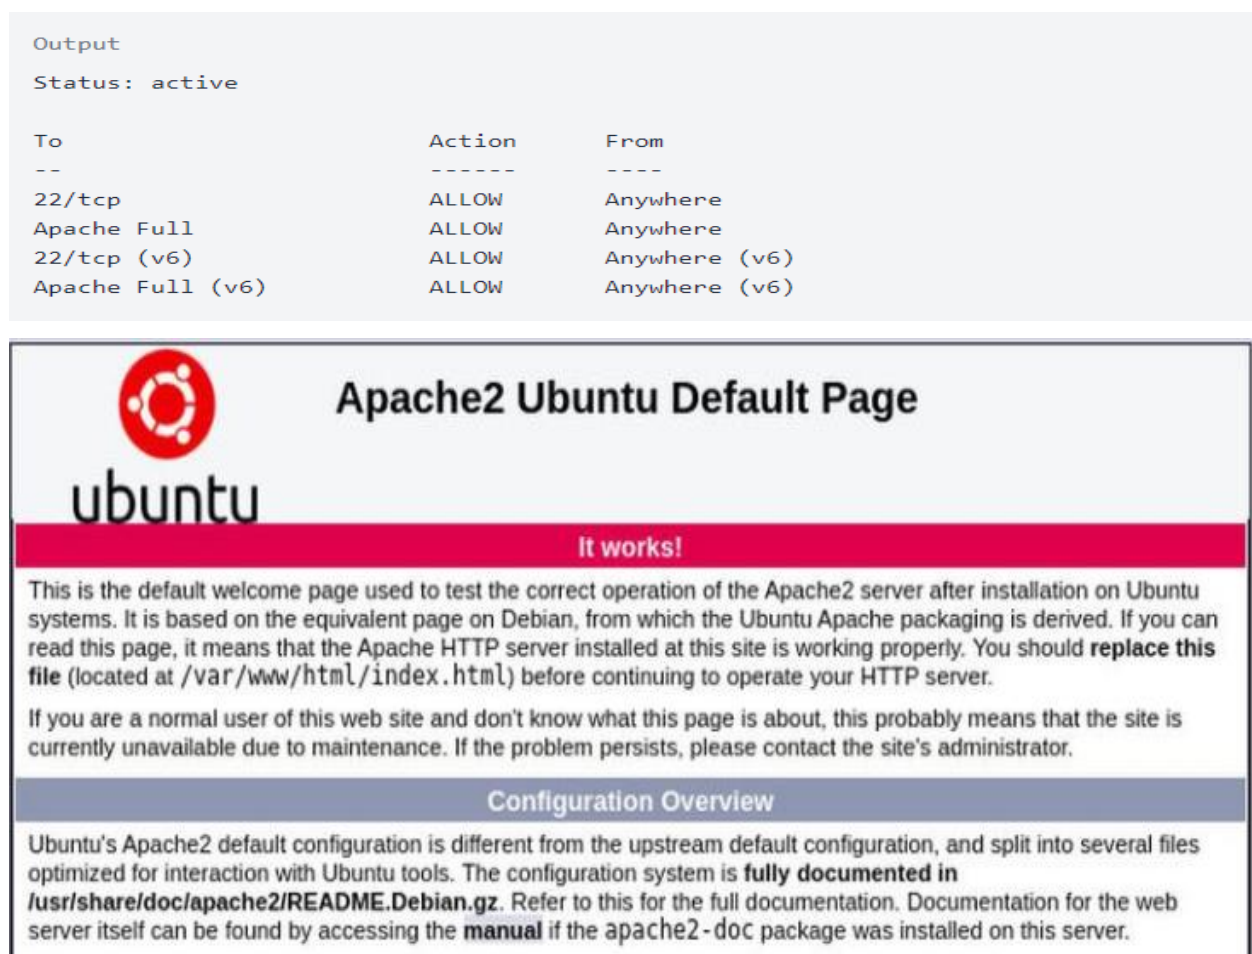 Output
Status: active
To Action From
-- ------ ----
22/tcp ALLOW Anywhere
Apache Full ALLOW Anywhere
22/tcp (v6) ALLOW Anywhere (v6)
Apache Full (v6) ALLOW Anywhere (v6)
ubuntu
Apache2 Ubuntu Default Page
It works!
This is the default welcome page used to test the correct operation of the Apache2 server after installation on Ubuntu
systems. It is based on the equivalent page on Debian, from which the Ubuntu Apache packaging is derived. If you can
read this page, it means that the Apache HTTP server installed at this site is working properly. You should replace this
file (located at /var/www/html/index.html) before continuing to operate your HTTP server.
If you are a normal user of this web site and don't know what this page is about, this probably means that the site is
currently unavailable due to maintenance. If the problem persists, please contact the site's administrator.
Configuration Overview
Ubuntu's Apache2 default configuration is different from the upstream default configuration, and split into several files
optimized for interaction with Ubuntu tools. The configuration system is fully documented in
/usr/share/doc/apache2/README.Debian.gz. Refer to this for the full documentation. Documentation for the web
server itself can be found by accessing the manual if the apache2-doc package was installed on this server.